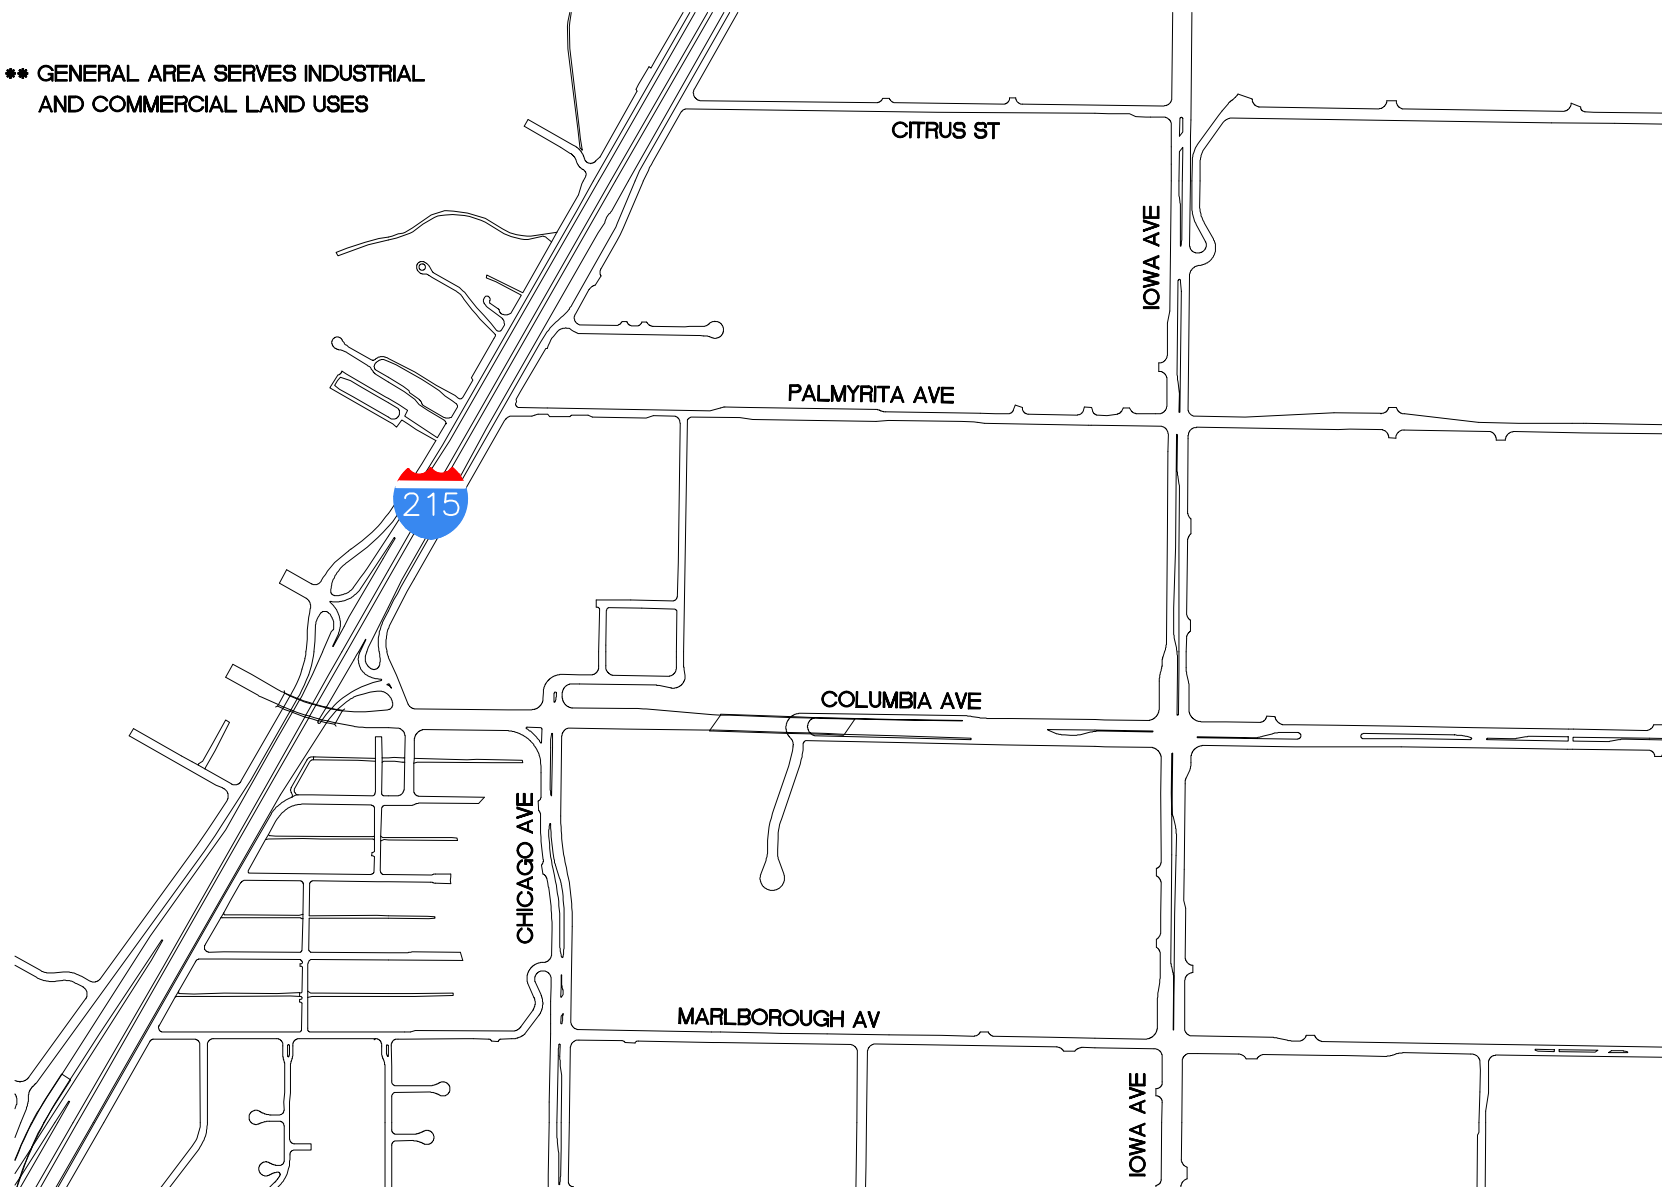 ** GENERAL AREA SERVES INDUSTRIAL
AND COMMERCIAL LAND USES
CITRUS ST
IOWA AVE
PALMYRITA AVE
215
COLUMBIA AVE
CHICAGO AVE
MARLBOROUGH AV
IOWA AVE